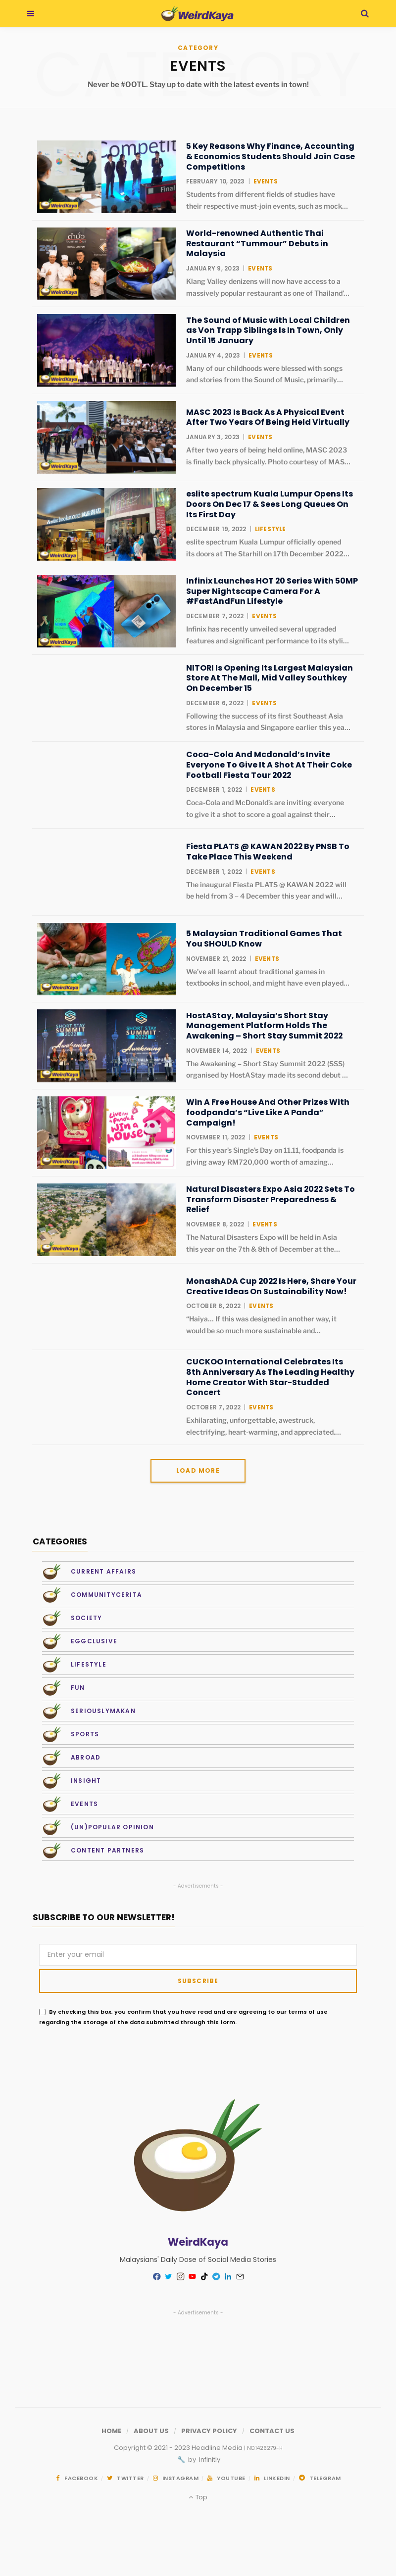 WeirdKaya
CATEGORY
EVENTS
Never be #OOTL. Stay up to date with the latest events in town!
5 Key Reasons Why Finance, Accounting
& Economics Students Should Join Case
Competitions
FEBRUARY 10, 2023 | EVENTS
Students from different fields of studies have
their respective must-join events, such as mock...
World-renowned Authentic Thai
Restaurant “Tummour” Debuts in
Malaysia
JANUARY 9, 2023 | EVENTS
Klang Valley denizens will now have access to a
massively popular restaurant as one of Thailand’...
The Sound of Music with Local Children
as Von Trapp Siblings Is In Town, Only
Until 15 January
JANUARY 4, 2023 | EVENTS
Many of our childhoods were blessed with songs
and stories from the Sound of Music, primarily...
MASC 2023 Is Back As A Physical Event
After Two Years Of Being Held Virtually
JANUARY 3, 2023 | EVENTS
After two years of being held online, MASC 2023
is finally back physically. Photo courtesy of MAS...
eslite spectrum Kuala Lumpur Opens Its
Doors On Dec 17 & Sees Long Queues On
Its First Day
DECEMBER 19, 2022 | LIFESTYLE
eslite spectrum Kuala Lumpur officially opened
its doors at The Starhill on 17th December 2022...
Infinix Launches HOT 20 Series With 50MP
Super Nightscape Camera For A
#FastAndFun Lifestyle
DECEMBER 7, 2022 | EVENTS
Infinix has recently unveiled several upgraded
features and significant performance to its styli...
NITORI Is Opening Its Largest Malaysian
Store At The Mall, Mid Valley Southkey
On December 15
DECEMBER 6, 2022 | EVENTS
Following the success of its first Southeast Asia
stores in Malaysia and Singapore earlier this yea...
Coca-Cola And Mcdonald’s Invite
Everyone To Give It A Shot At Their Coke
Football Fiesta Tour 2022
DECEMBER 1, 2022 | EVENTS
Coca-Cola and McDonald’s are inviting everyone
to give it a shot to score a goal against their...
Fiesta PLATS @ KAWAN 2022 By PNSB To
Take Place This Weekend
DECEMBER 1, 2022 | EVENTS
The inaugural Fiesta PLATS @ KAWAN 2022 will
be held from 3 – 4 December this year and will...
5 Malaysian Traditional Games That
You SHOULD Know
NOVEMBER 21, 2022 | EVENTS
We’ve all learnt about traditional games in
textbooks in school, and might have even played...
HostAStay, Malaysia’s Short Stay
Management Platform Holds The
Awakening – Short Stay Summit 2022
NOVEMBER 14, 2022 | EVENTS
The Awakening – Short Stay Summit 2022 (SSS)
organised by HostAStay made its second debut ...
Win A Free House And Other Prizes With
foodpanda’s “Live Like A Panda”
Campaign!
NOVEMBER 11, 2022 | EVENTS
For this year’s Single’s Day on 11.11, foodpanda is
giving away RM720,000 worth of amazing...
Natural Disasters Expo Asia 2022 Sets To
Transform Disaster Preparedness &
Relief
NOVEMBER 8, 2022 | EVENTS
The Natural Disasters Expo will be held in Asia
this year on the 7th & 8th of December at the...
MonashADA Cup 2022 Is Here, Share Your
Creative Ideas On Sustainability Now!
OCTOBER 8, 2022 | EVENTS
“Haiya... If this was designed in another way, it
would be so much more sustainable and...
CUCKOO International Celebrates Its
8th Anniversary As The Leading Healthy
Home Creator With Star-Studded
Concert
OCTOBER 7, 2022 | EVENTS
Exhilarating, unforgettable, awestruck,
electrifying, heart-warming, and appreciated,...
LOAD MORE
CATEGORIES
CURRENT AFFAIRS
COMMUNITYCERITA
SOCIETY
EGGCLUSIVE
LIFESTYLE
FUN
SERIOUSLYMAKAN
SPORTS
ABROAD
INSIGHT
EVENTS
(UN)POPULAR OPINION
CONTENT PARTNERS
- Advertisements -
SUBSCRIBE TO OUR NEWSLETTER!
Enter your email
SUBSCRIBE
By checking this box, you confirm that you have read and are agreeing to our terms of use
regarding the storage of the data submitted through this form.
WeirdKaya
Malaysians' Daily Dose of Social Media Stories
- Advertisements -
HOME / ABOUT US / PRIVACY POLICY / CONTACT US
Copyright © 2021 - 2023 Headline Media
by Infinitly
FACEBOOK TWITTER INSTAGRAM YOUTUBE LINKEDIN TELEGRAM
Top